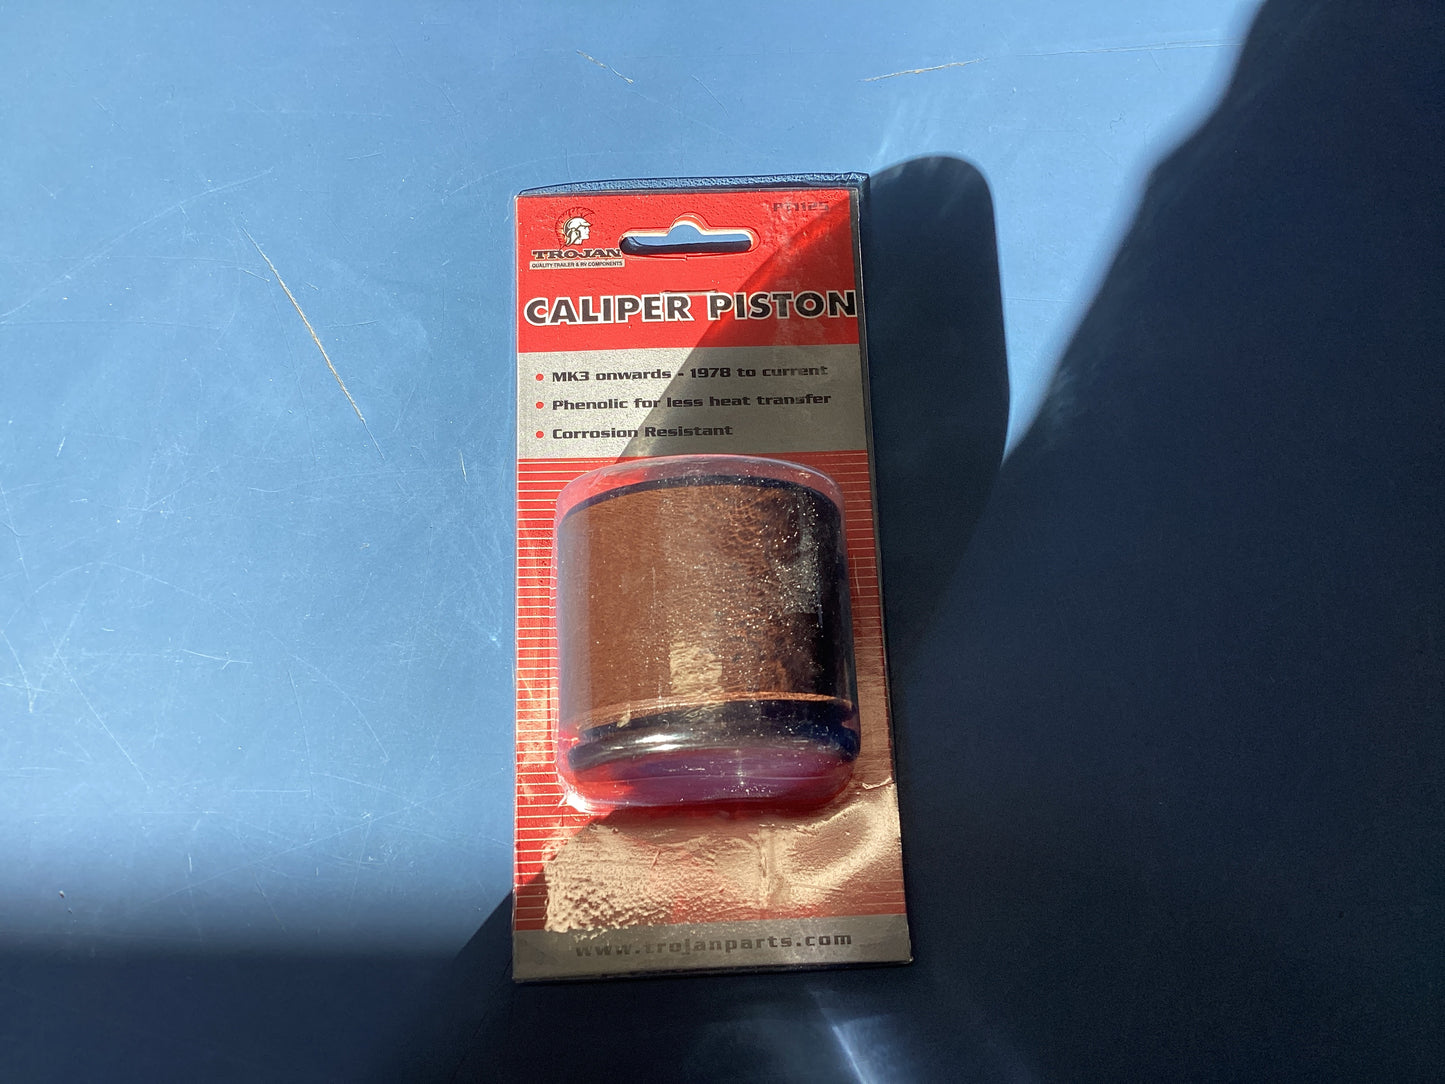 TROJAN
QUALITY TRAILER & RV COMPONENTS
CALIPER PISTON
• MK3 onwards - 1978 to current
• Phenolic for less heat transfer
• Corrosion Resistant
www.trojanparts.com